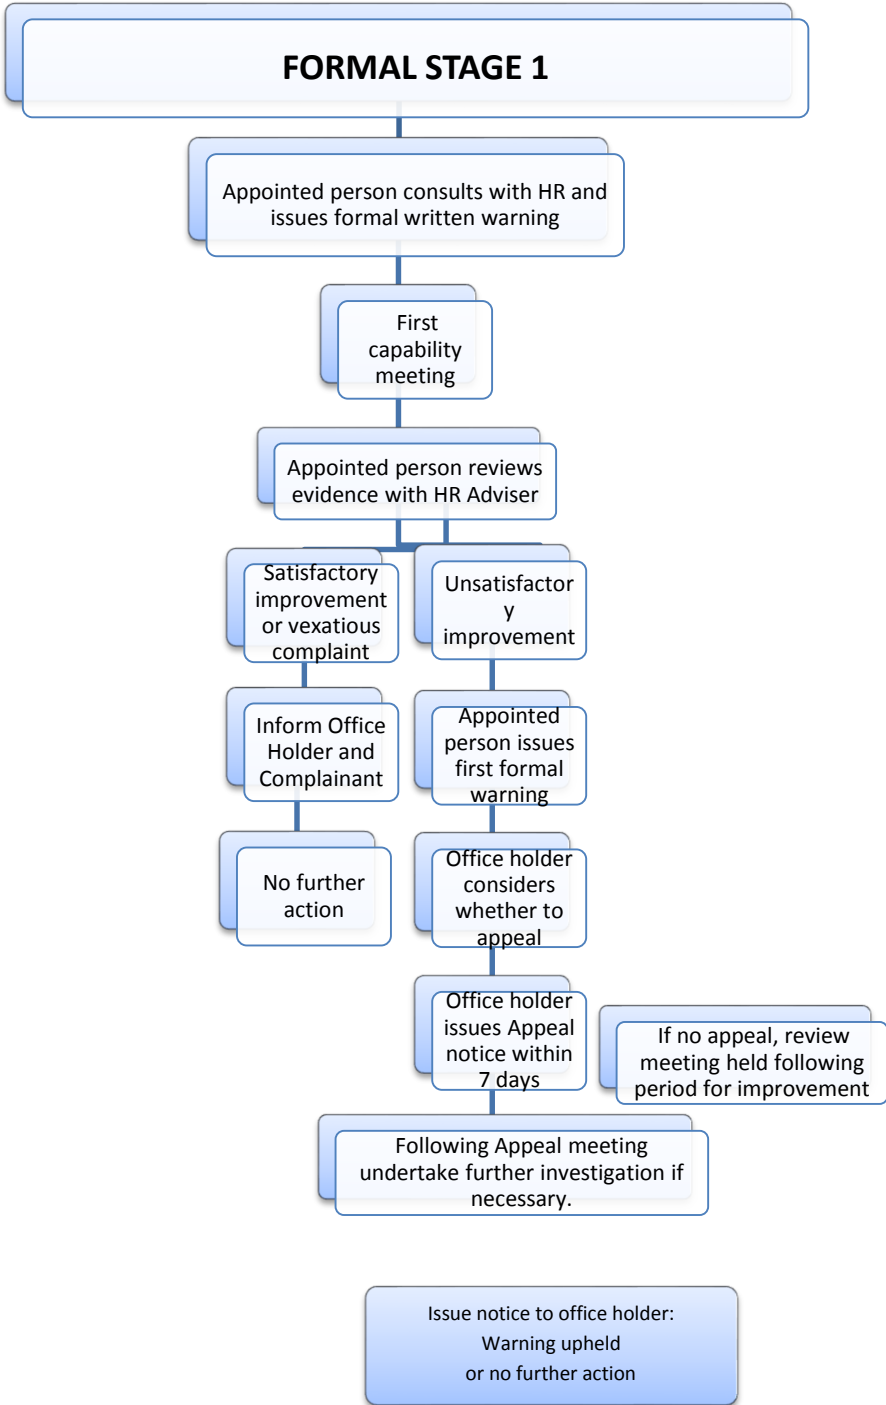 FORMAL STAGE 1
Appointed person consults with HR and
issues formal written warning
First
capability
meeting
Appointed person reviews
evidence with HR Adviser
Satisfactory
improvement
or vexatious
complaint
Unsatisfactor
y
improvement
Inform Office
Holder and
Complainant
Appointed
person issues
first formal
warning
No further
action
Office holder
considers
whether to
appeal
Office holder
issues Appeal
notice within
7 days
If no appeal, review
meeting held following
period for improvement
Following Appeal meeting
undertake further investigation if
necessary.
Issue notice to office holder:
Warning upheld
or no further action